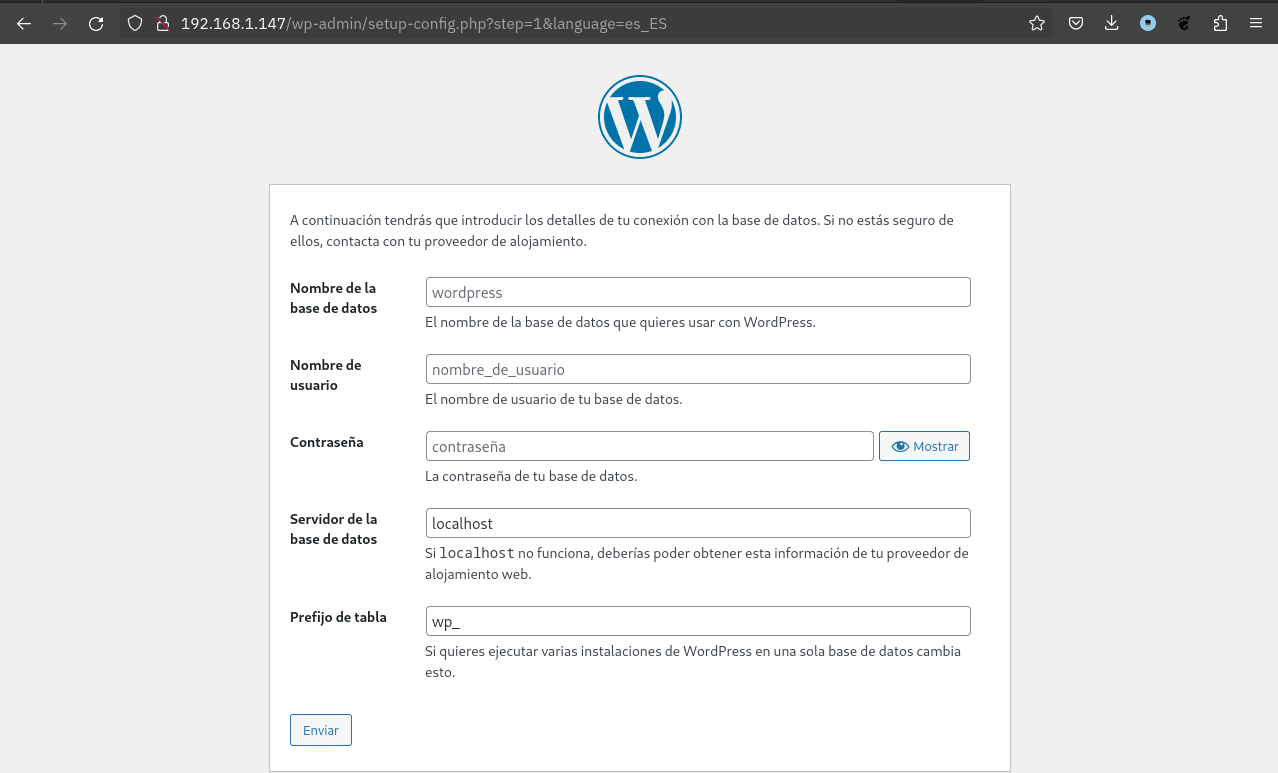 192.168.1.147/wp-admin/setup-config.php?step=1&language=es_ES
A continuación tendrás que introducir los detalles de tu conexión con la base de datos. Si no estás seguro de
ellos, contacta con tu proveedor de alojamiento.
Nombre de la
base de datos
wordpress
El nombre de la base de datos que quieres usar con WordPress.
Nombre de
usuario
nombre_de_usuario
El nombre de usuario de tu base de datos.
Contraseña
contraseña
Mostrar
La contraseña de tu base de datos.
Servidor de la
base de datos
localhost
Si localhost no funciona, deberías poder obtener esta información de tu proveedor de
alojamiento web.
Prefijo de tabla
wp_
Si quieres ejecutar varias instalaciones de WordPress en una sola base de datos cambia
esto.
Enviar